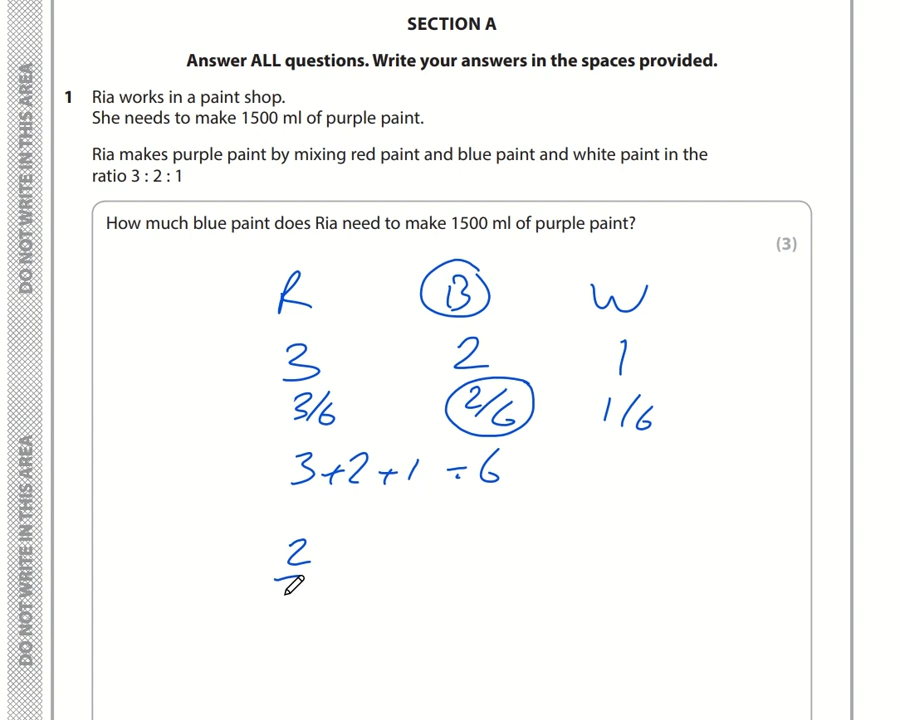 SECTION A
Answer ALL questions. Write your answers in the spaces provided.
1 Ria works in a paint shop.
She needs to make 1500 ml of purple paint.
Ria makes purple paint by mixing red paint and blue paint and white paint in the
ratio 3 : 2 : 1
How much blue paint does Ria need to make 1500 ml of purple paint?
(3)
R B W
3 2 1
3/6 2/6 1/6
3+2+1 = 6
2
DO NOT WRITE IN THIS AREA
DO NOT WRITE IN THIS AREA